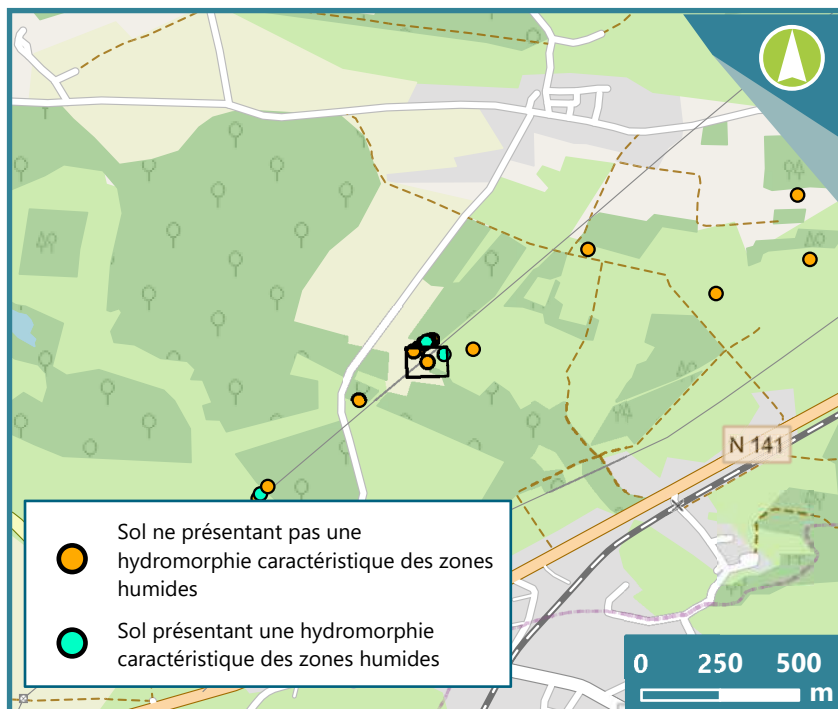 N 141
Sol ne présentant pas une
hydromorphie caractéristique des zones
humides
Sol présentant une hydromorphie
caractéristique des zones humides
0 250 500
m